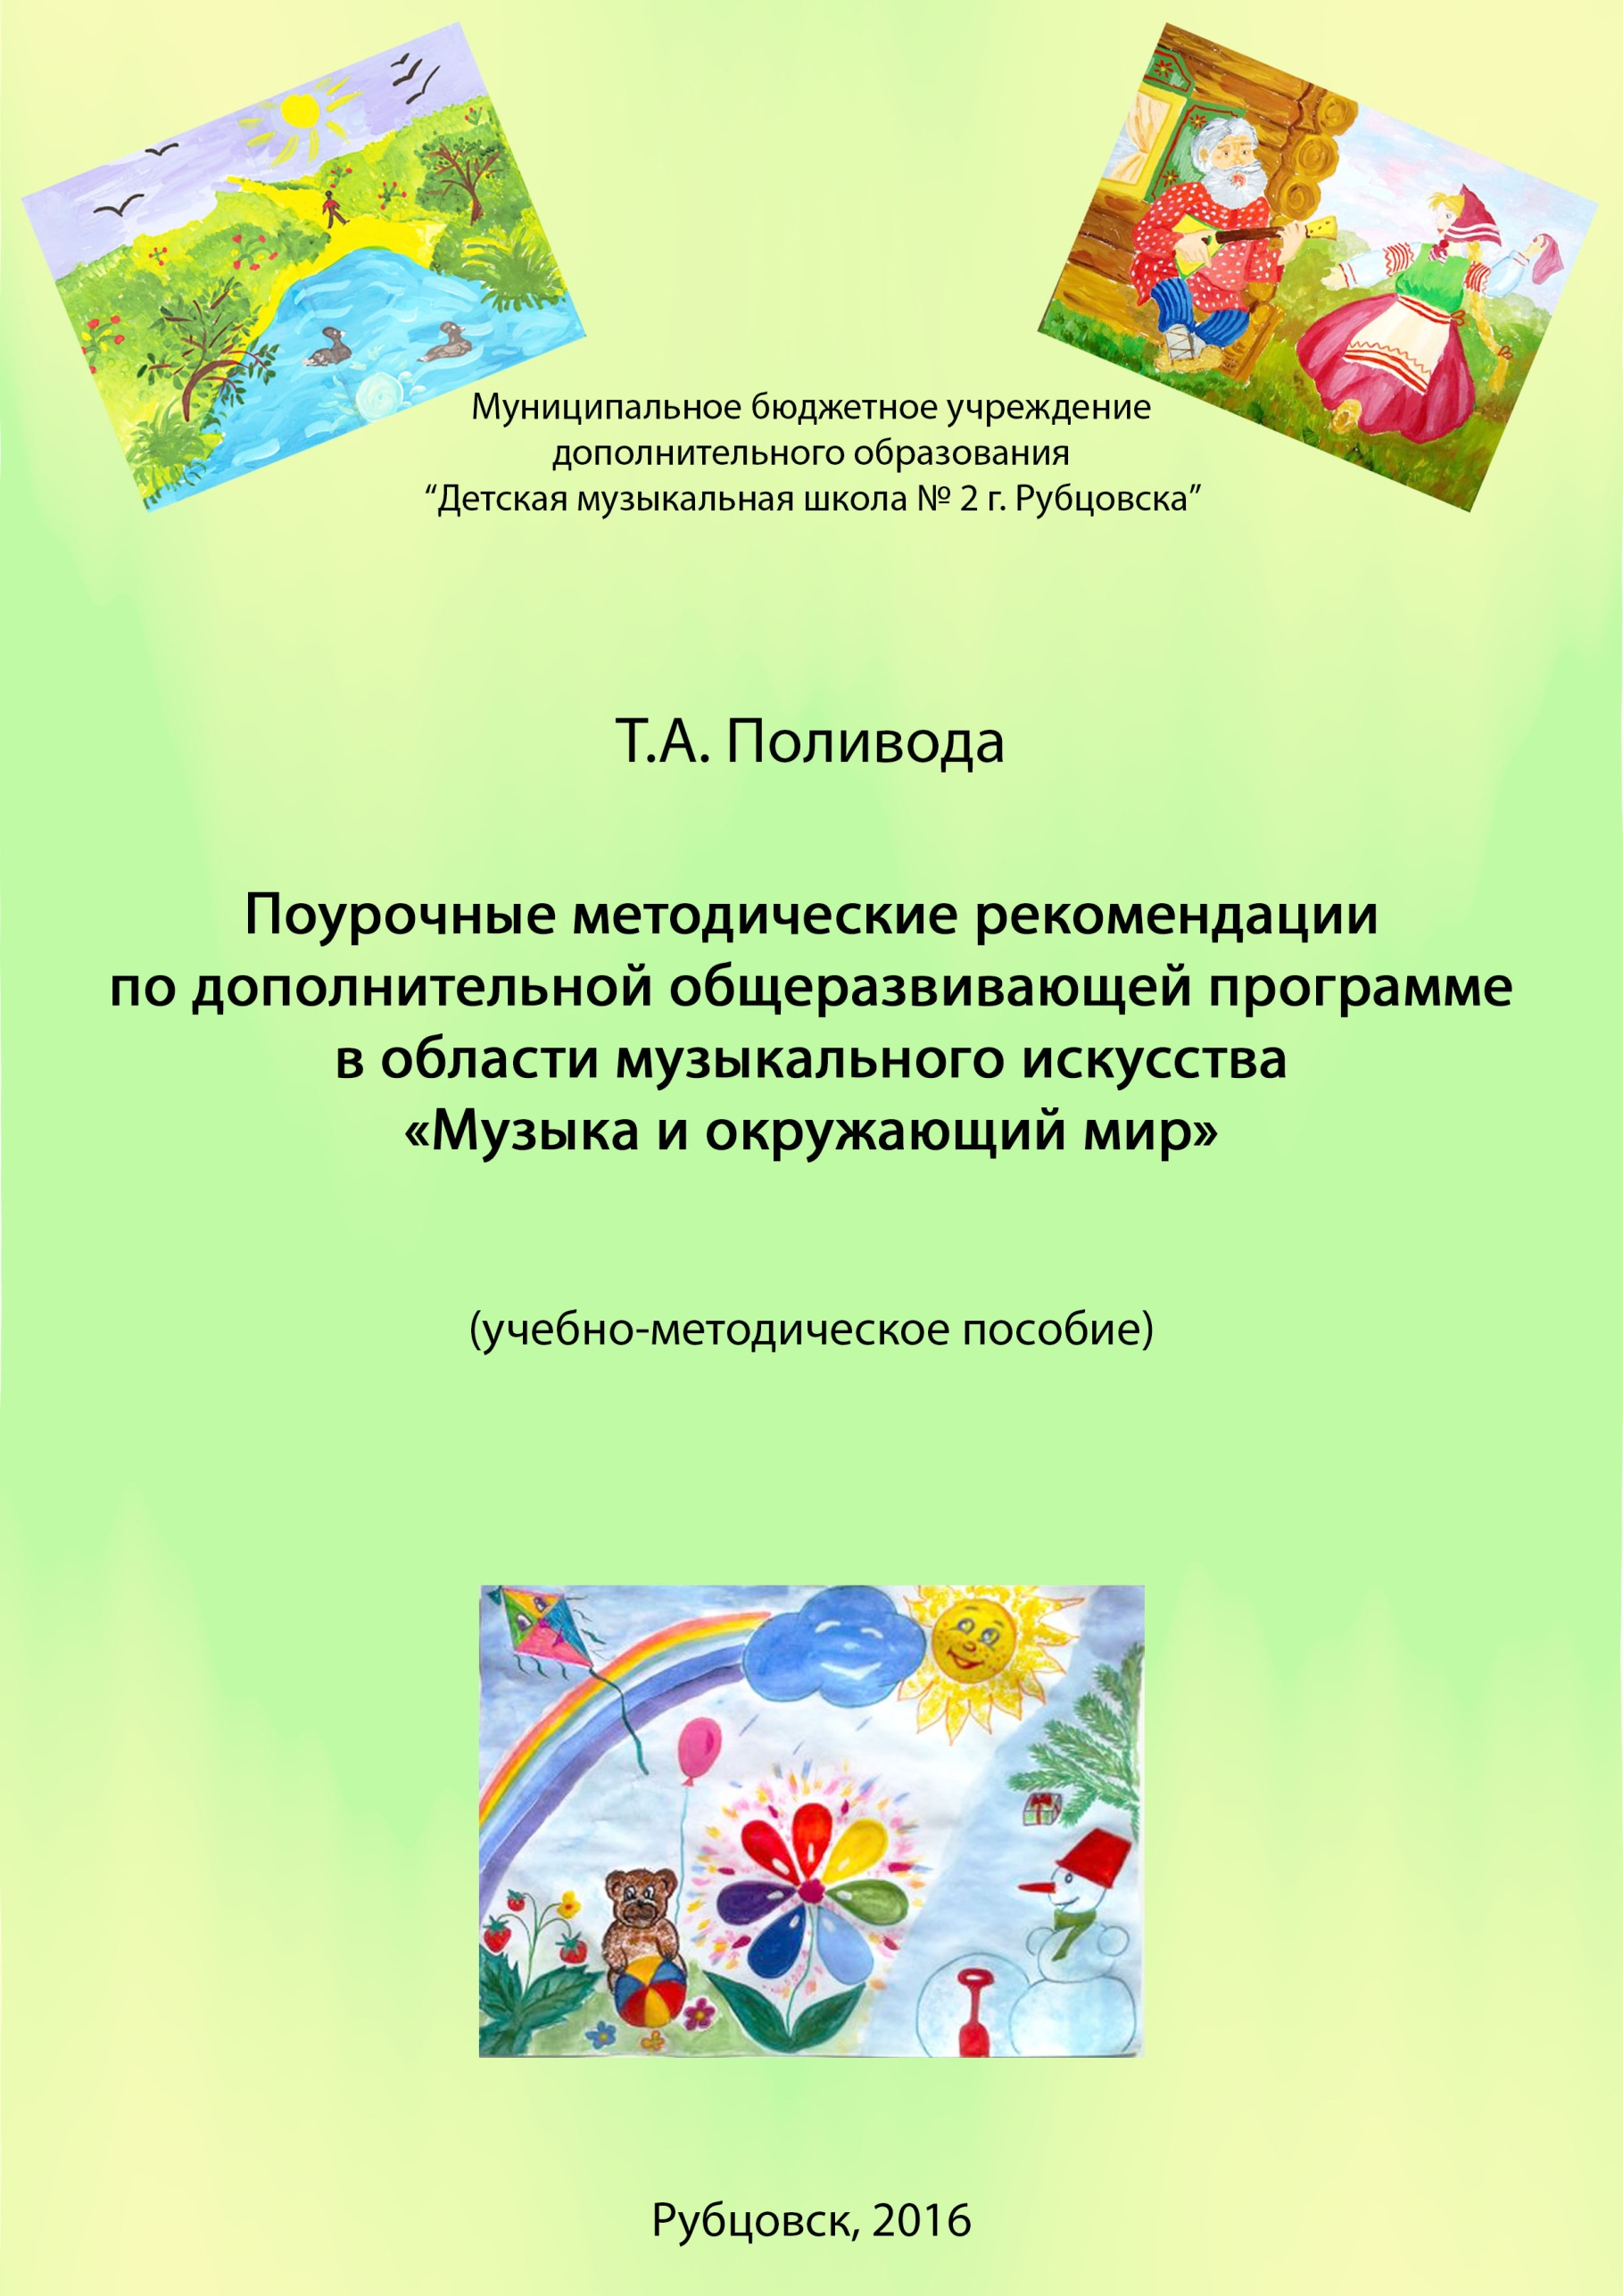 Муниципальное бюджетное учреждение
дополнительного образования
“Детская музыкальная школа № 2 г. Рубцовска”
Т.А. Поливода
Поурочные методические рекомендации
по дополнительной общеразвивающей программе
в области музыкального искусства
«Музыка и окружающий мир»
(учебно-методическое пособие)
Рубцовск, 2016